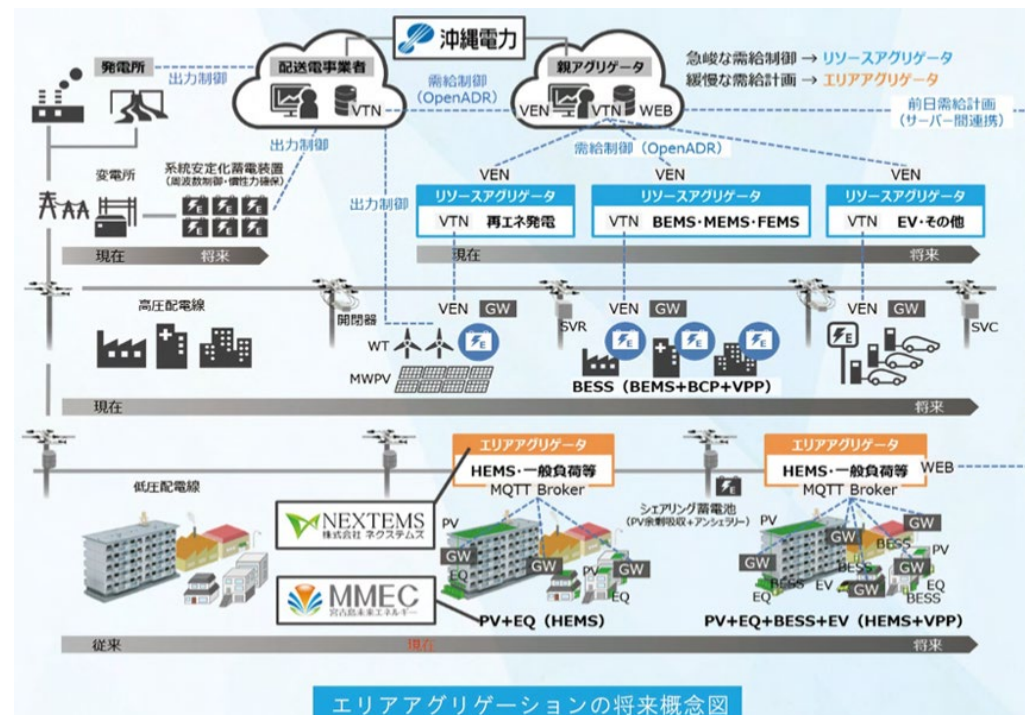 沖縄電力
発電所
出力制御
配送電事業者
VTN
需給制御
(OpenADR)
親アグリゲータ
VEN
VTN
WEB
急峻な需給制御 → リソースアグリゲータ
緩慢な需給計画 → エリアアグリゲータ
前日需給計画
(サーバー間連携)
変電所
系統安定化蓄電装置
(周波数制御・慣性力確保)
出力制御
出力制御
需給制御（OpenADR）
VEN
VEN
VEN
リソースアグリゲータ
VTN 再エネ発電
リソースアグリゲータ
VTN BEMS・MEMS・FEMS
リソースアグリゲータ
VTN EV・その他
現在
将来
現在
将来
高圧配電線
開閉器
VEN
GW
SVR
VEN
GW
VEN
GW
SVC
WT
MWPV
BESS（BEMS+BCP+VPP）
現在
将来
低圧配電線
エリアアグリゲータ
HEMS・一般負荷等
MQTT Broker
エリアアグリゲータ
HEMS・一般負荷等
MQTT Broker
WEB
シェアリング蓄電池
(PV余剰吸収+アンシェラリー)
NEXTEMS
株式会社 ネクステムズ
MMEC
宮古島未来エネルギー
PV
GW
EQ
GW
PV
GW
EQ
PV
GW
GW
BESS
PV
BESS
GW
GW
EQ
BESS
EV
EQ
BESS
PV+EQ（HEMS）
PV+EQ+BESS+EV（HEMS+VPP）
従来
現在
将来
エリアアグリゲーションの将来概念図